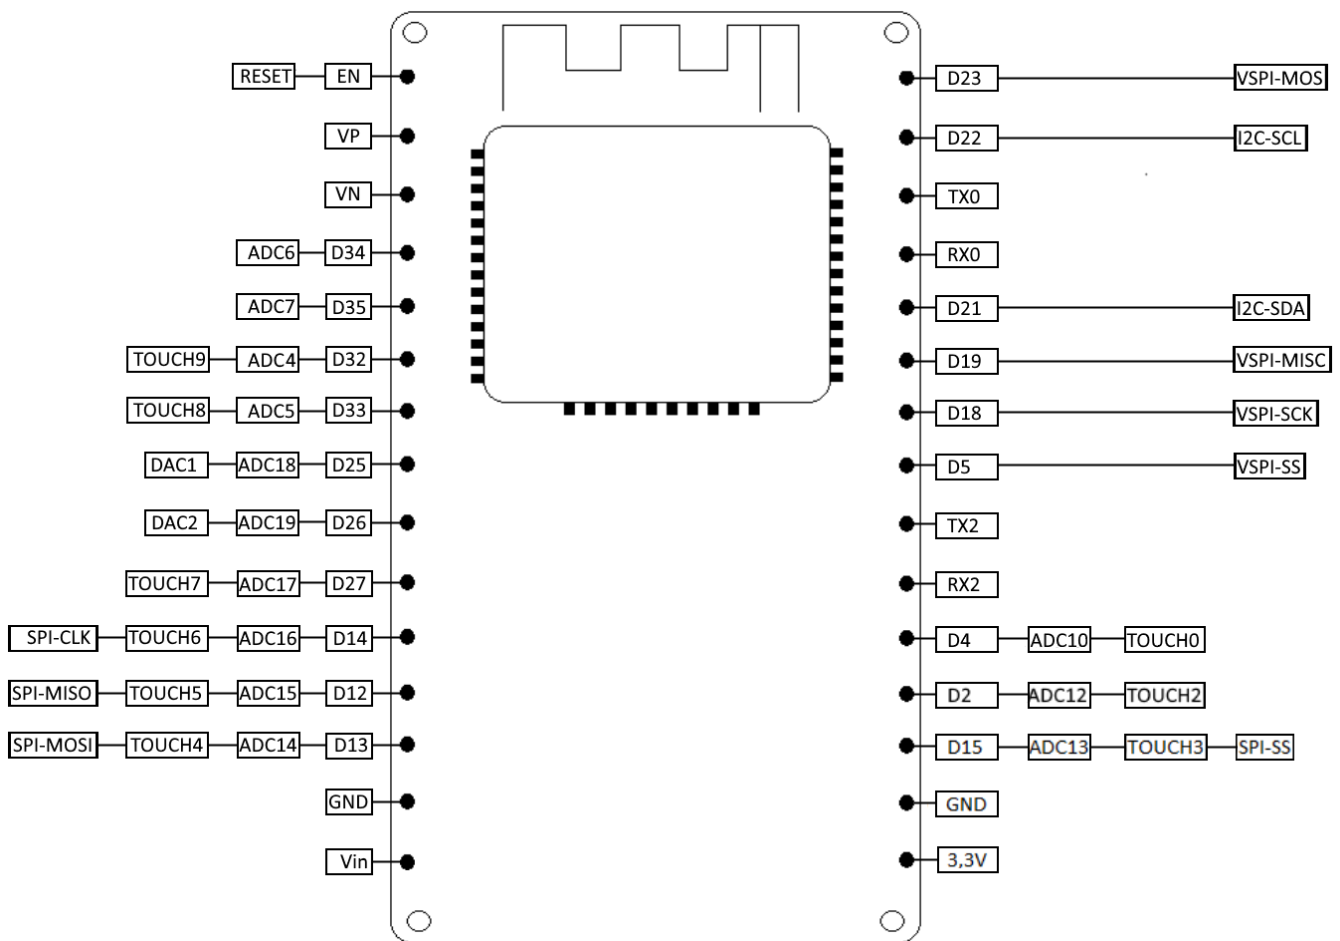 RESET EN D23 VSPI-MOS
VP D22 I2C-SCL
VN TX0
ADC6 D34 RX0
ADC7 D35 D21 I2C-SDA
TOUCH9 ADC4 D32 D19 VSPI-MISC
TOUCH8 ADC5 D33 D18 VSPI-SCK
DAC1 ADC18 D25 D5 VSPI-SS
DAC2 ADC19 D26 TX2
TOUCH7 ADC17 D27 RX2
SPI-CLK TOUCH6 ADC16 D14 D4 ADC10 TOUCH0
SPI-MISO TOUCH5 ADC15 D12 D2 ADC12 TOUCH2
SPI-MOSI TOUCH4 ADC14 D13 D15 ADC13 TOUCH3 SPI-SS
GND GND
Vin 3,3V